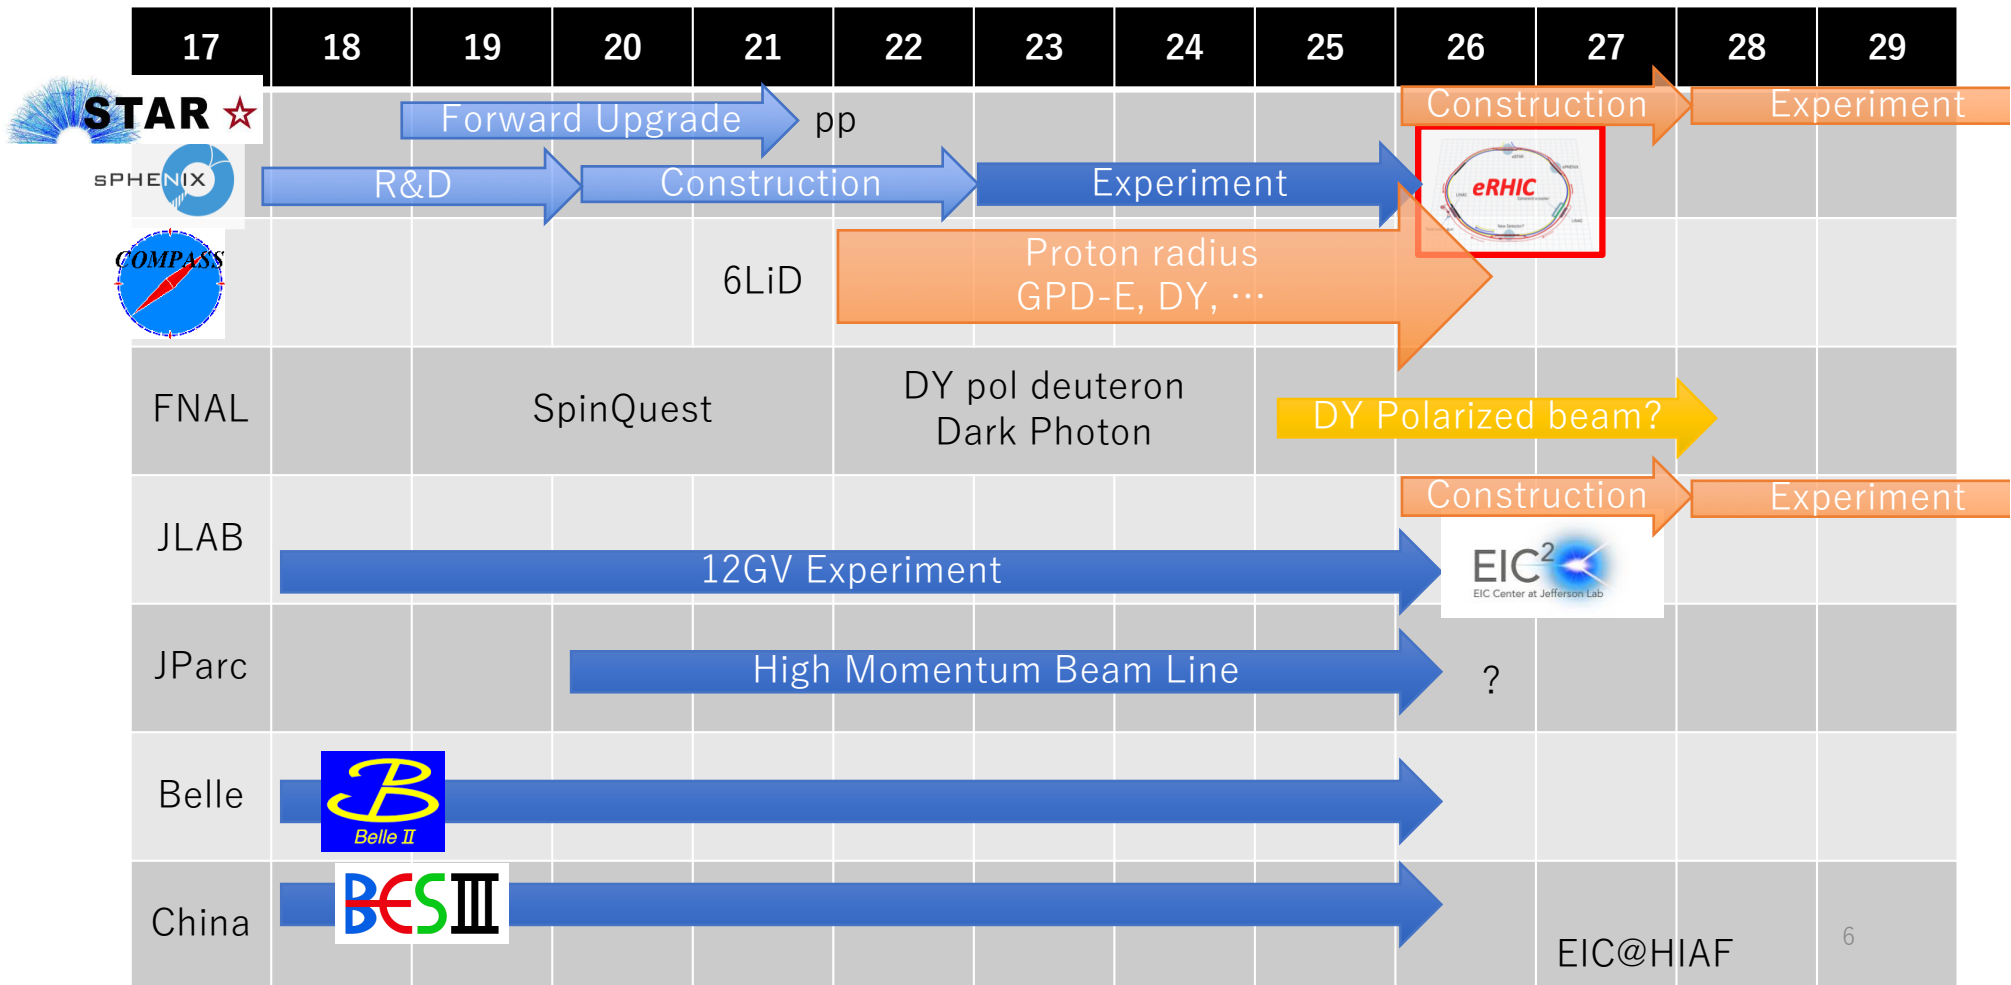 17 18 19 20 21 22 23 24 25 26 27 28 29
STAR
Forward Upgrade
pp
Construction
Experiment
sPHENIX
R&D
Construction
Experiment
eRHIC
COMPASS
6LiD
Proton radius
GPD-E, DY, …
FNAL
SpinQuest
DY pol deuteron
Dark Photon
DY Polarized beam?
Construction
Experiment
JLAB
12GV Experiment
EIC²
EIC Center at Jefferson Lab
JParc
High Momentum Beam Line
?
Belle
Belle II
China
BESIII
EIC@HIAF
6